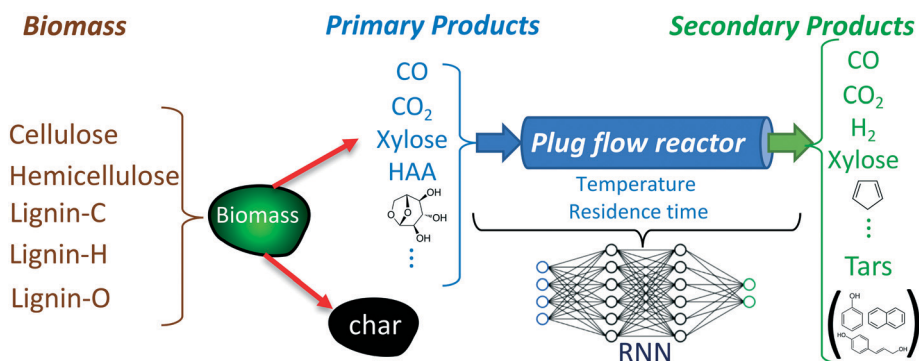 Biomass
Primary Products
Secondary Products
Cellulose
Hemicellulose
Lignin-C
Lignin-H
Lignin-O
Biomass
char
CO
CO₂
Xylose
HAA
OH
O
O
OH
OH
⋮
Plug flow reactor
Temperature
Residence time
RNN
CO
CO₂
H₂
Xylose
⋮
Tars
OH
HO
OH